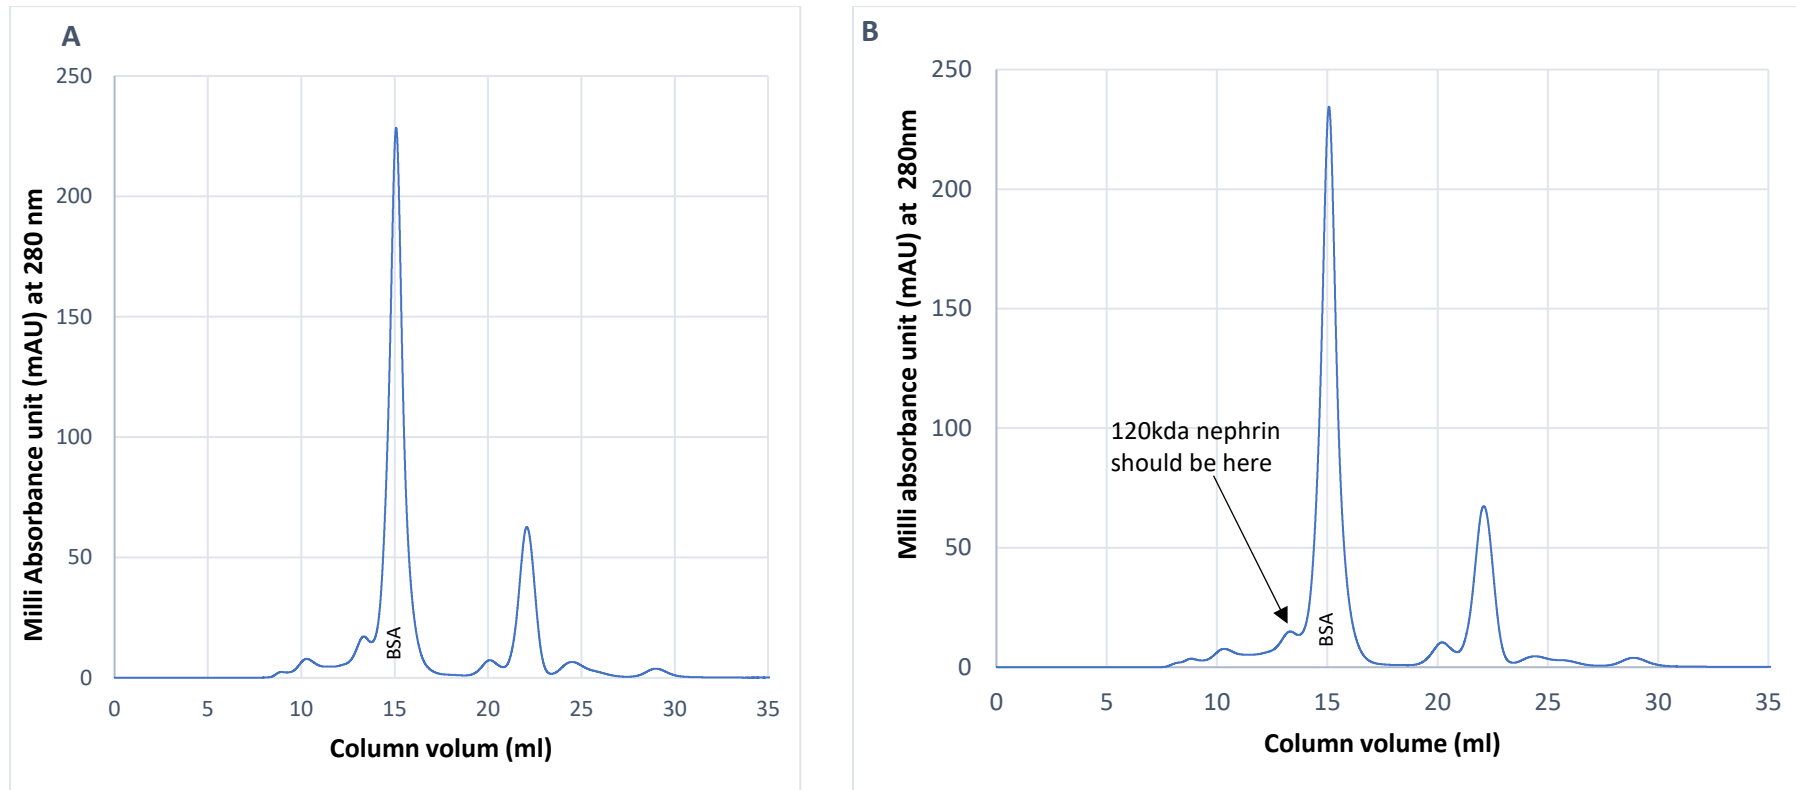 A
Milli Absorbance unit (mAU) at 280 nm
250
200
150
100
50
0
BSA
0 5 10 15 20 25 30 35
Column volum (ml)
B
Milli absorbance unit (mAU) at 280nm
250
200
150
100
50
0
120kda nephrin
should be here
BSA
0 5 10 15 20 25 30 35
Column volume (ml)